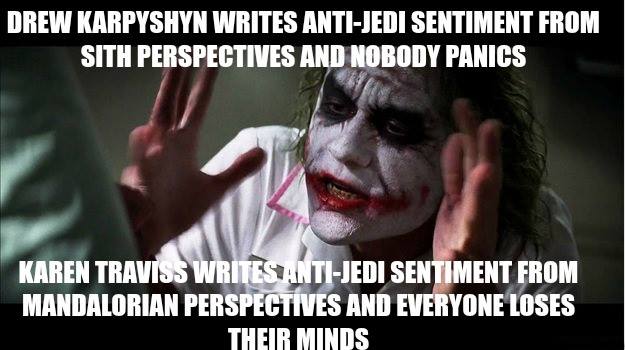 DREW KARPYSHYN WRITES ANTI-JEDI SENTIMENT FROM
SITH PERSPECTIVES AND NOBODY PANICS
KAREN TRAVISS WRITES ANTI-JEDI SENTIMENT FROM
MANDALORIAN PERSPECTIVES AND EVERYONE LOSES
THEIR MINDS